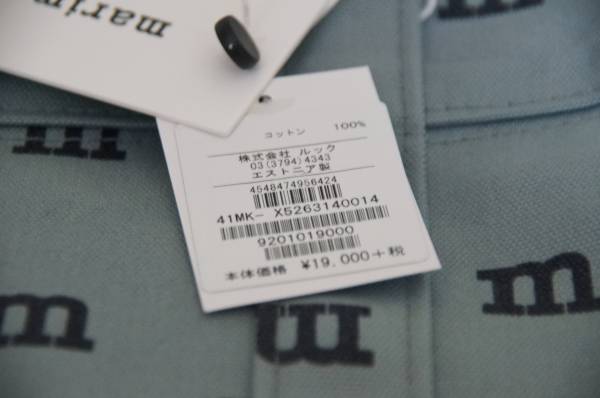 marim
コットン 100%
株式会社 ルック
03(3794)4343
エストニア製
4548474956424
41MK- X5263140014
9201019000
本体価格 ¥19,000+税
m
m
m
m